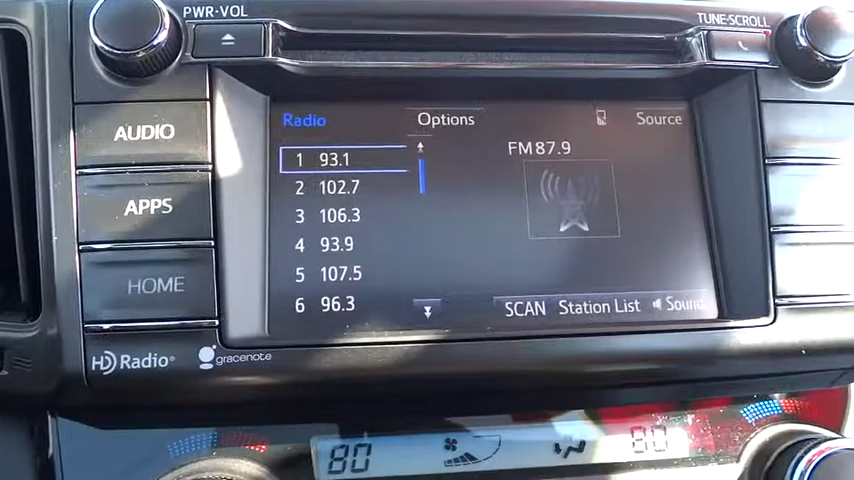 PWR·VOL
TUNE·SCROLL
AUDIO
APPS
HOME
Radio
Options
Source
FM87.9
1 93.1
2 102.7
3 106.3
4 93.9
5 107.5
6 96.3
SCAN
Station List
Sound
HD Radio
gracenote
80
80